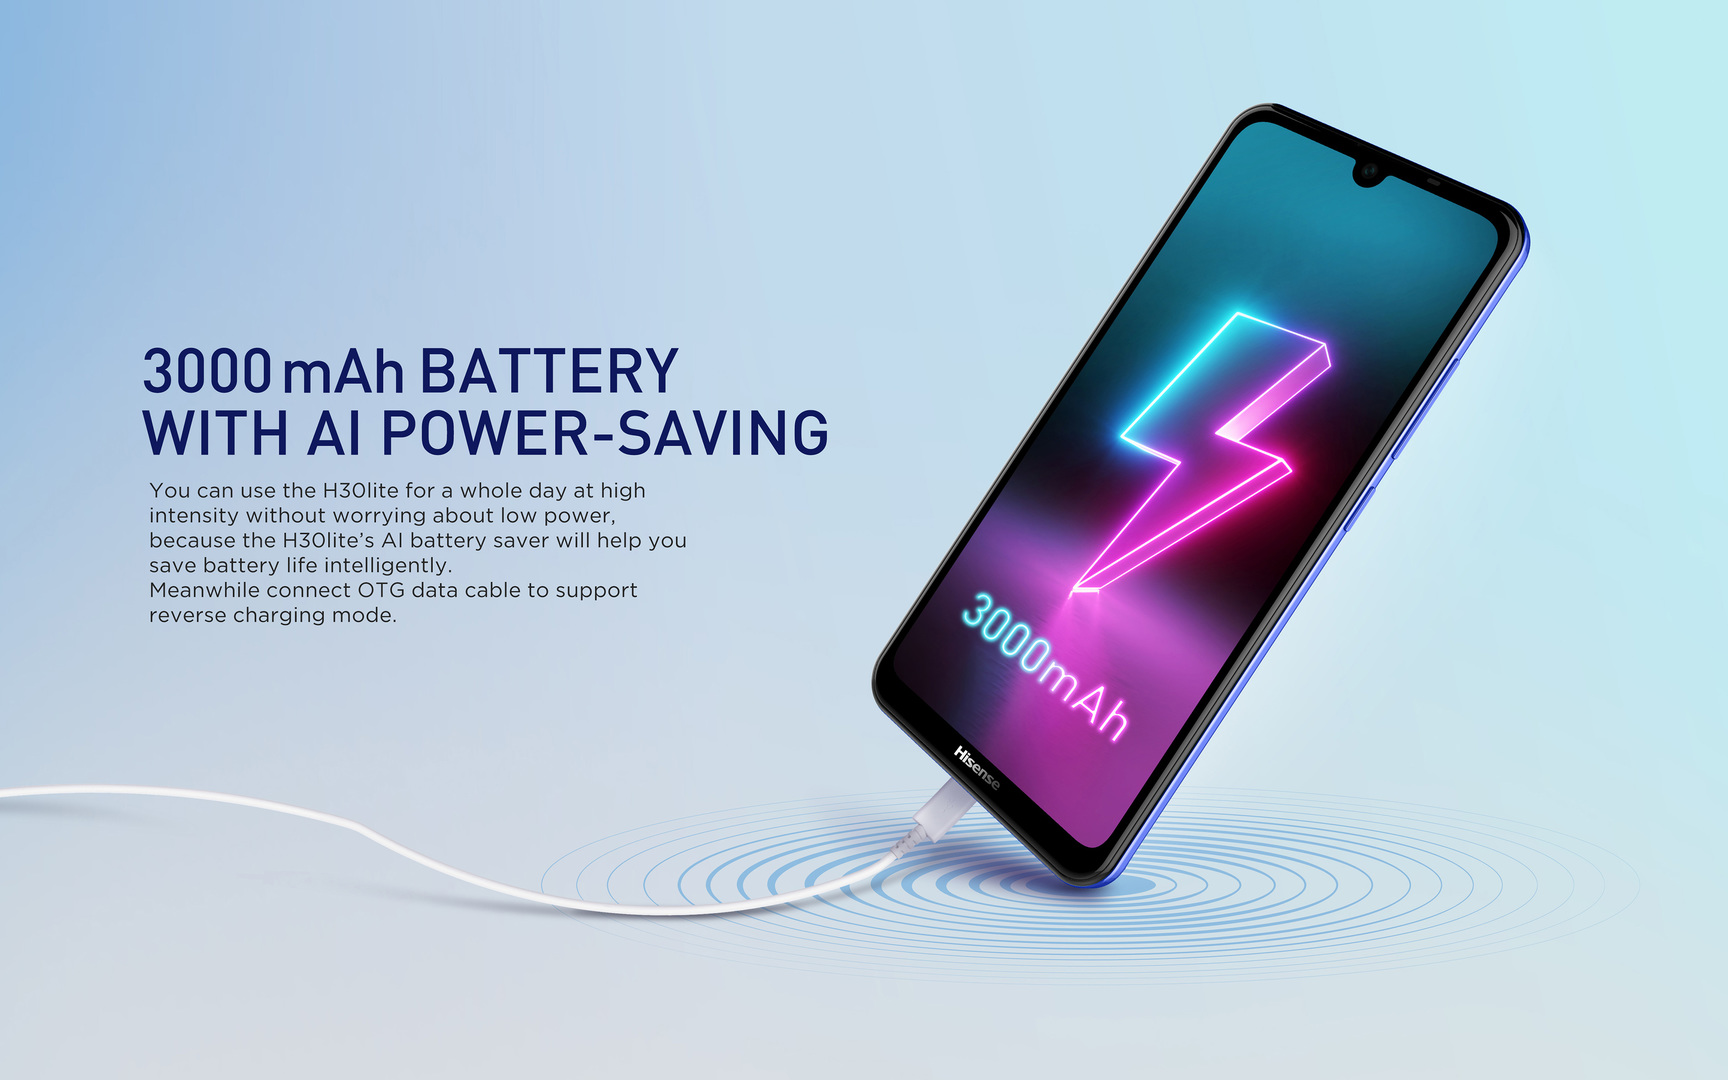 3000 mAh BATTERY
WITH AI POWER-SAVING
You can use the H30lite for a whole day at high
intensity without worrying about low power,
because the H30lite’s AI battery saver will help you
save battery life intelligently.
Meanwhile connect OTG data cable to support
reverse charging mode.
3000mAh
Hisense